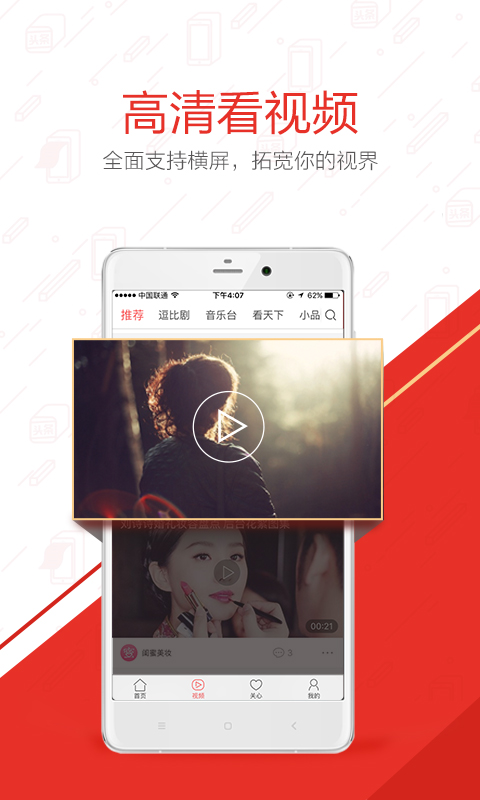 高清看视频
全面支持横屏，拓宽你的视界
中国联通
下午4:07
62%
推荐 逗比剧 音乐台 看天下 小品
00:21
闺蜜美妆
3
首页 视频 关心 我的